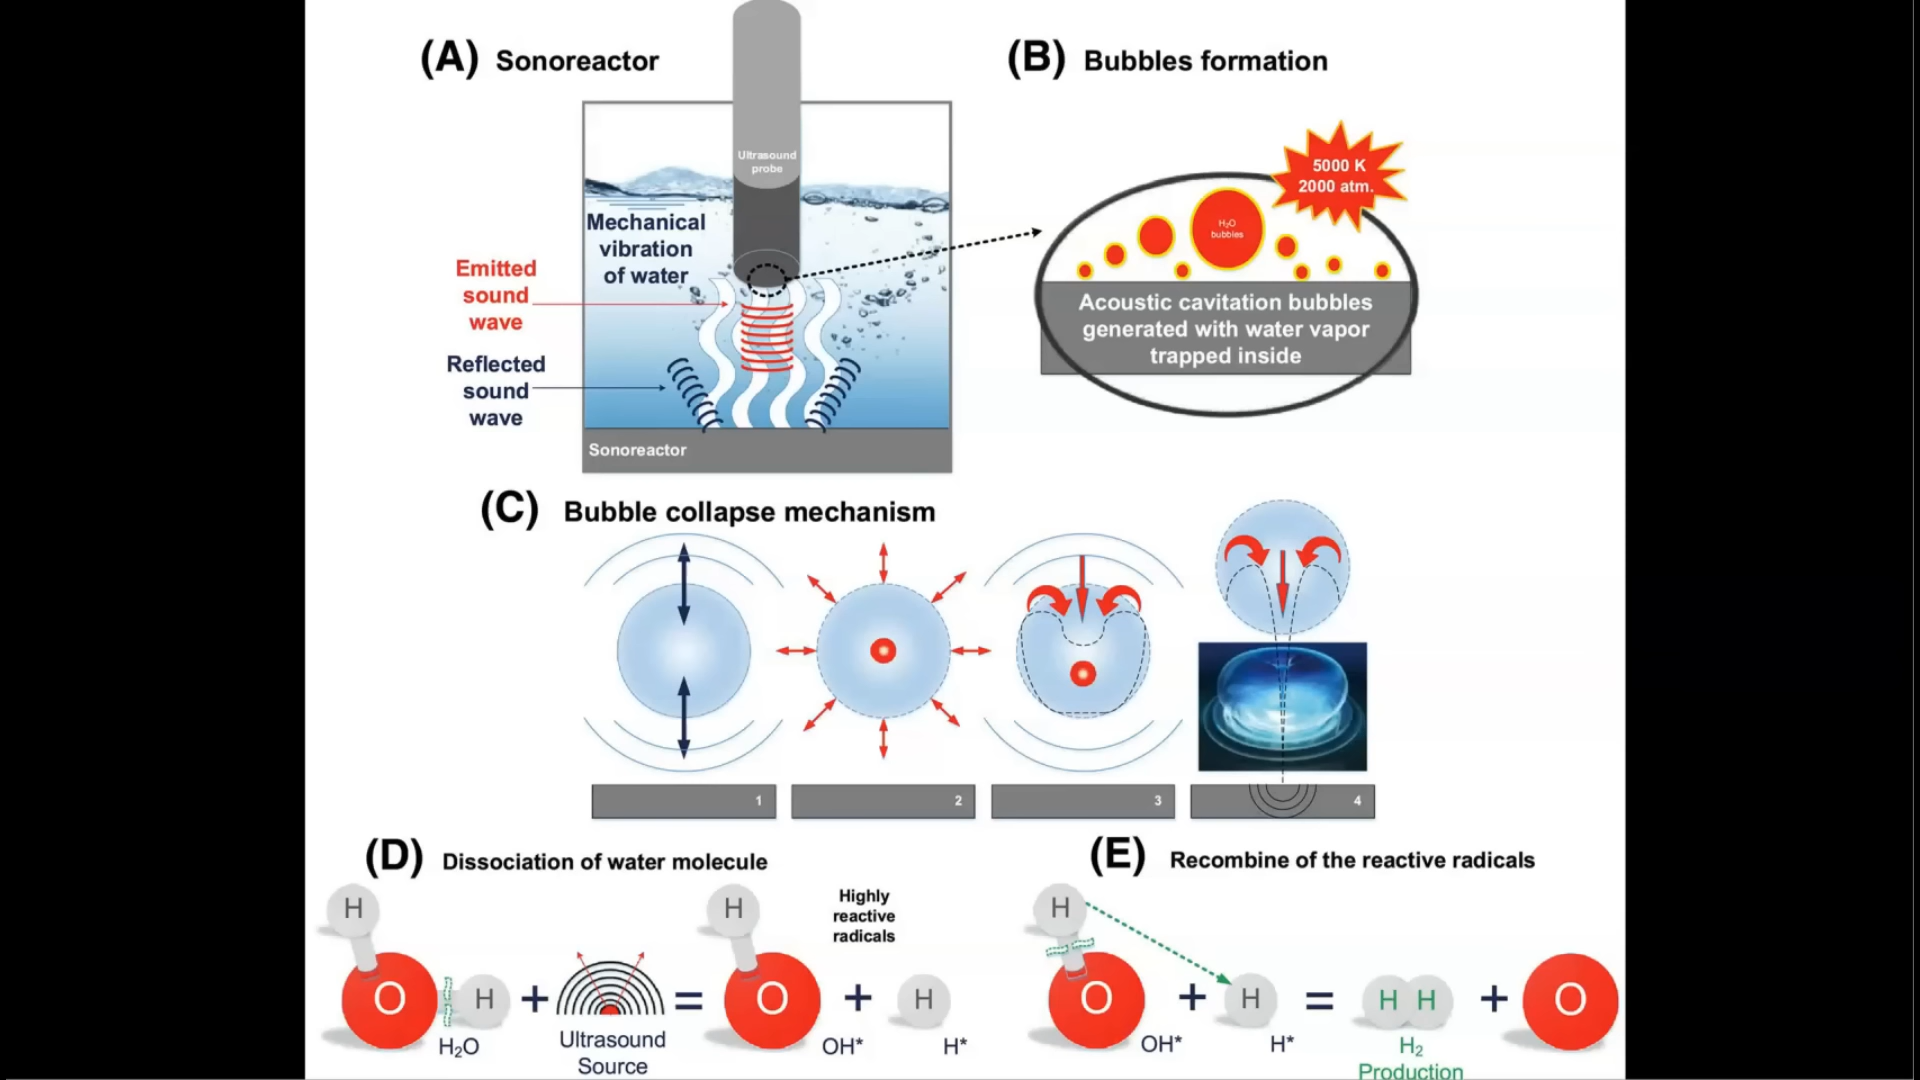 (A) Sonoreactor
Ultrasound
probe
Mechanical
vibration
of water
Emitted
sound
wave
Reflected
sound
wave
Sonoreactor
(B) Bubbles formation
5000 K
2000 atm.
H₂O
bubbles
Acoustic cavitation bubbles
generated with water vapor
trapped inside
(C) Bubble collapse mechanism
1
2
3
4
(D) Dissociation of water molecule
H
O
H
H₂O
+
Ultrasound
Source
=
H
O
OH*
+
Highly
reactive
radicals
H
H*
(E) Recombine of the reactive radicals
H
O
OH*
+
H
H*
=
H H
H₂
Production
+
O